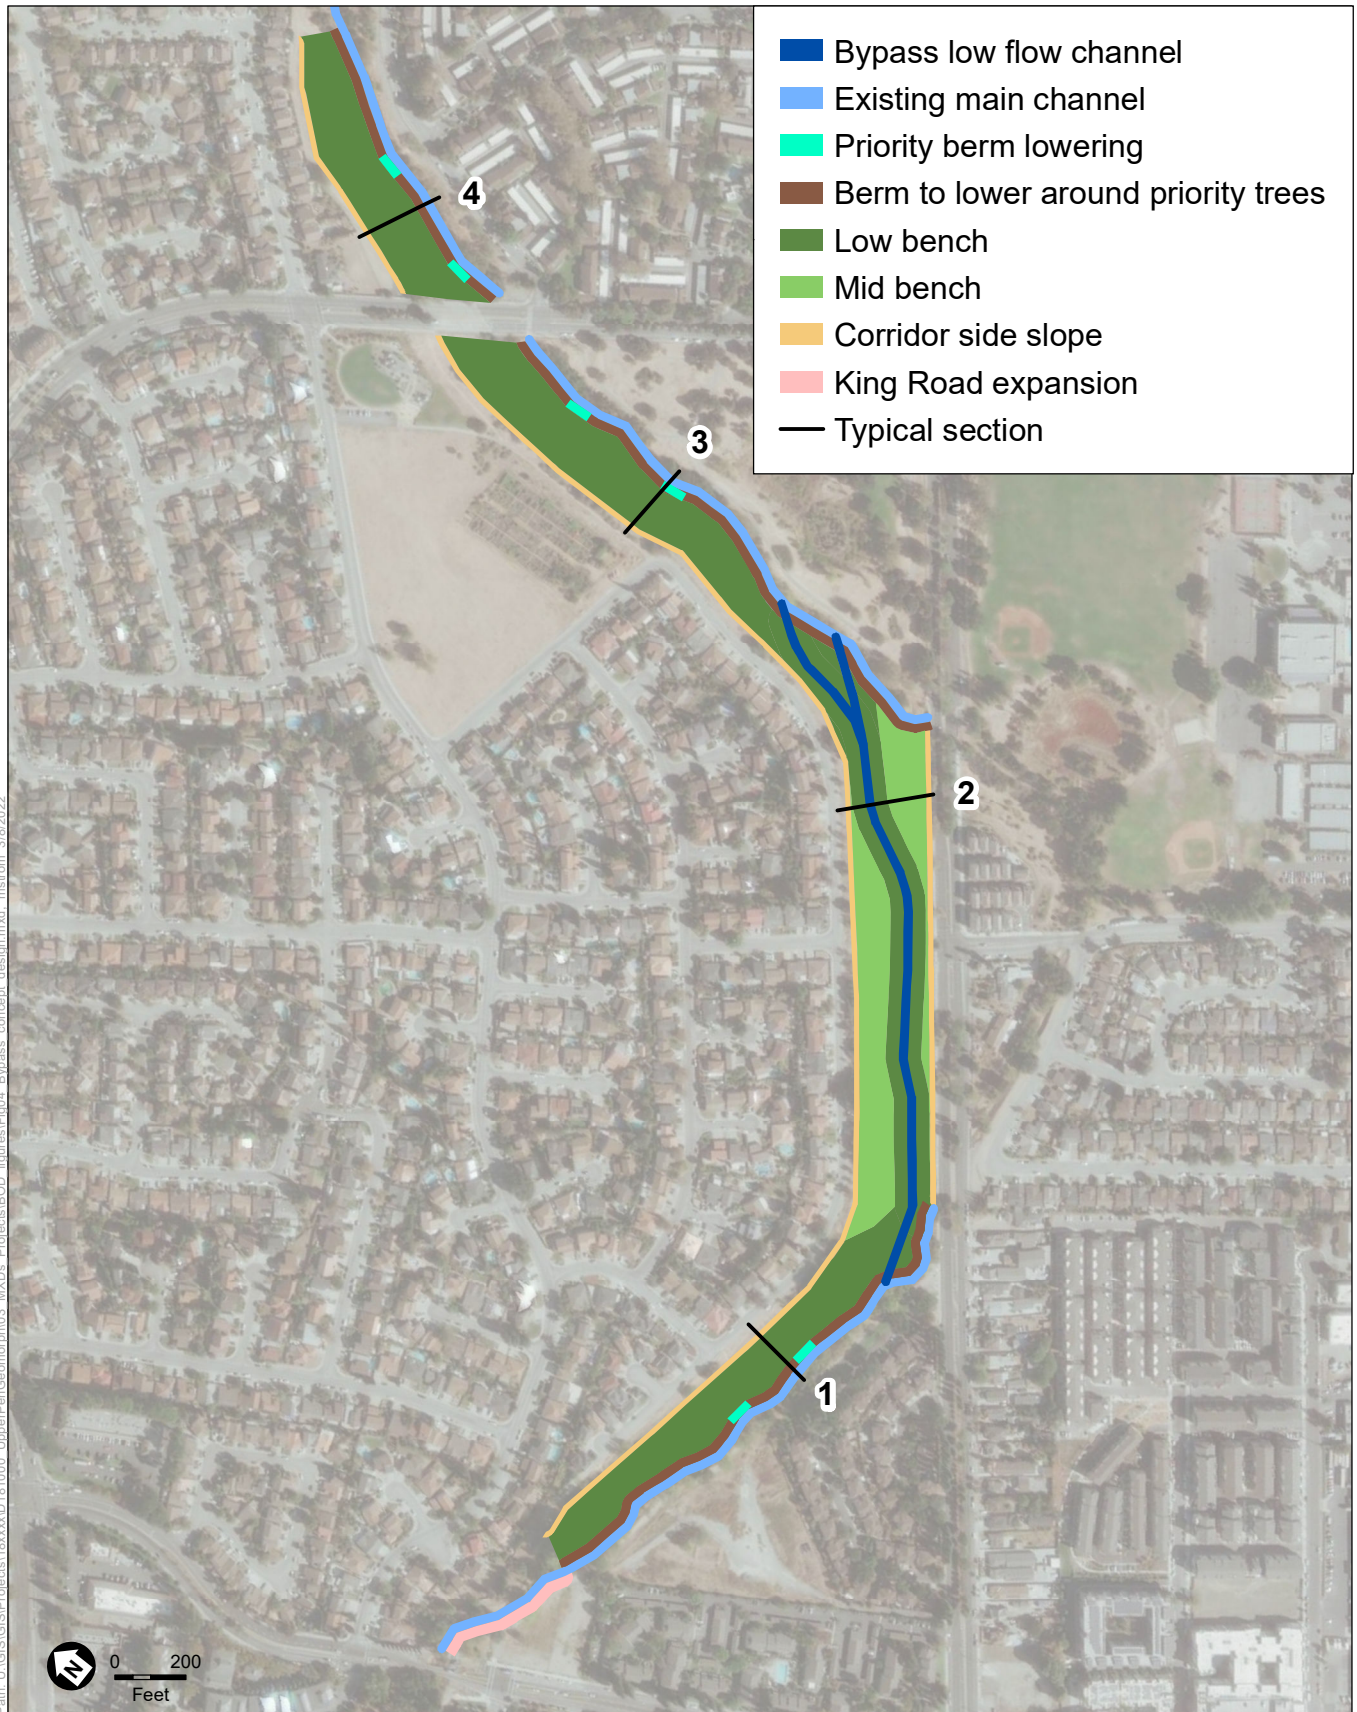 Bypass low flow channel
Existing main channel
Priority berm lowering
Berm to lower around priority trees
Low bench
Mid bench
Corridor side slope
King Road expansion
Typical section
4
3
2
1
N
0 200
Feet